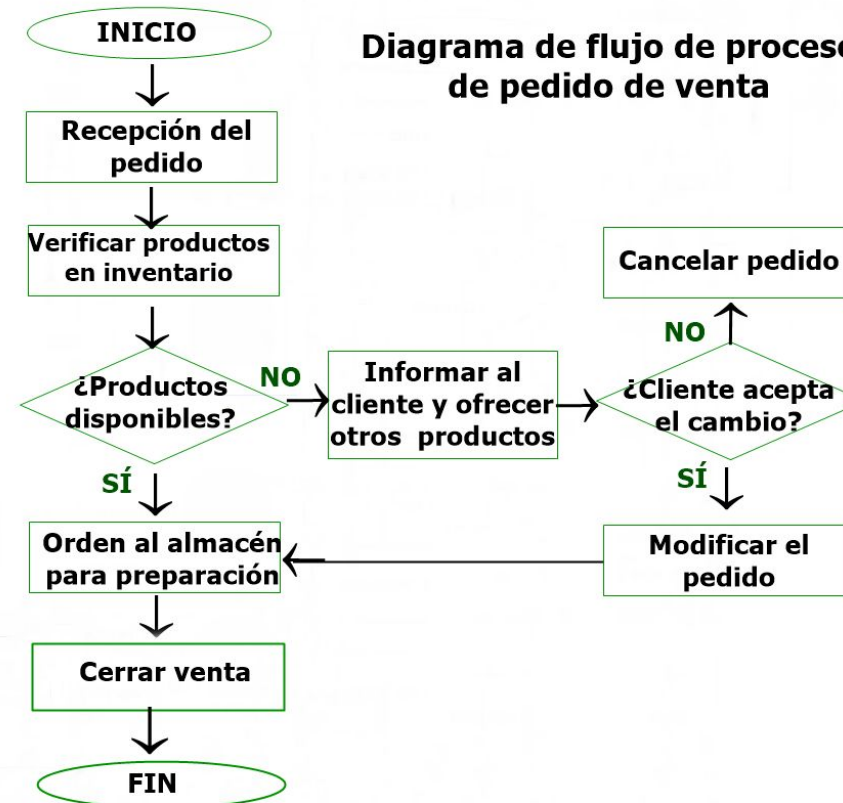 INICIO
Diagrama de flujo de proceso
de pedido de venta
Recepción del
pedido
Verificar productos
en inventario
¿Productos
disponibles?
NO
Informar al
cliente y ofrecer
otros productos
¿Cliente acepta
el cambio?
NO
Cancelar pedido
SÍ
Modificar el
pedido
SÍ
Orden al almacén
para preparación
Cerrar venta
FIN